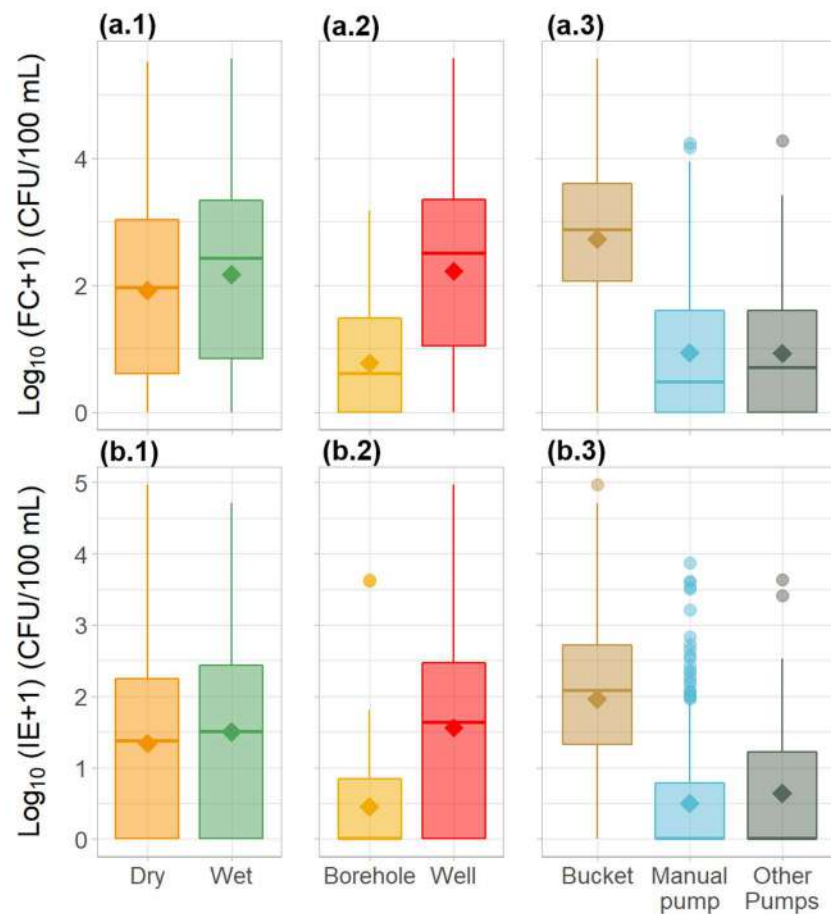 (a.1) (a.2) (a.3)
Log₁₀ (FC+1) (CFU/100 mL)
4
2
0
(b.1) (b.2) (b.3)
Log₁₀ (IE+1) (CFU/100 mL)
5
4
3
2
1
0
Dry Wet Borehole Well Bucket Manual pump Other Pumps